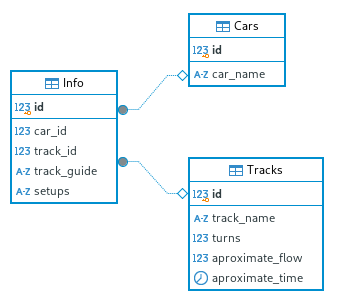 Cars
123 id
A-Z car_name
Info
123 id
123 car_id
123 track_id
A-Z track_guide
A-Z setups
Tracks
123 id
A-Z track_name
123 turns
123 aproximate_flow
aproximate_time